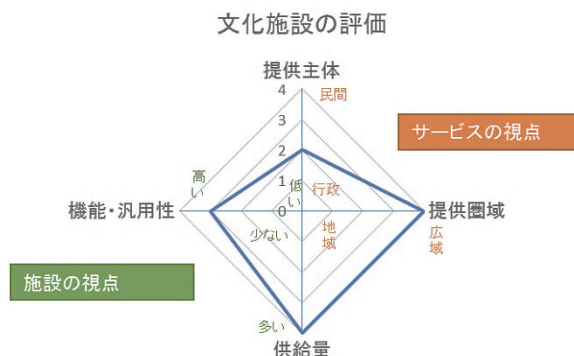 文化施設の評価
提供主体
4
民間
3
サービスの視点
2
高い
1
低い
行政
機能・汎用性
0
提供圏域
少ない
地域
広域
施設の視点
多い
供給量